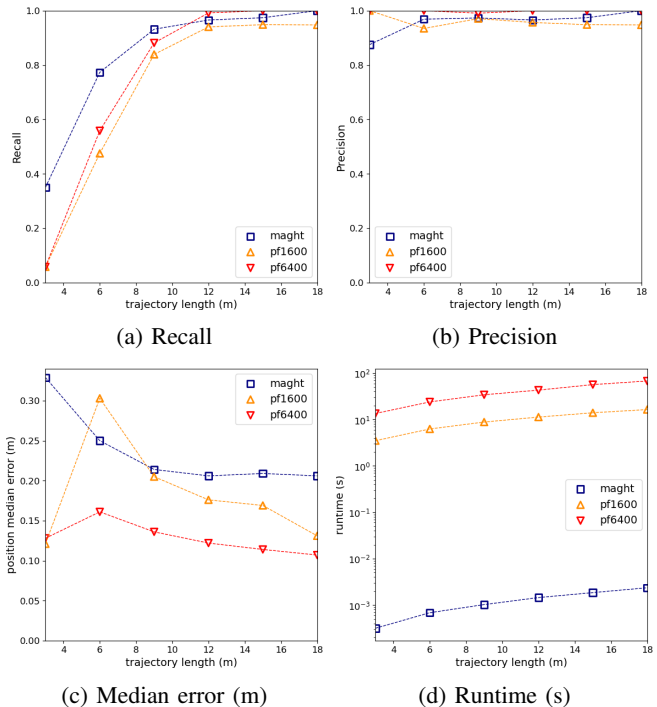 1.0
0.8
0.6
0.4
0.2
0.0
Recall
maght
pf1600
pf6400
4 6 8 10 12 14 16 18
trajectory length (m)
(a) Recall
1.0
0.8
0.6
0.4
0.2
0.0
Precision
maght
pf1600
pf6400
4 6 8 10 12 14 16 18
trajectory length (m)
(b) Precision
0.30
0.25
0.20
0.15
0.10
0.05
0.00
position median error (m)
maght
pf1600
pf6400
4 6 8 10 12 14 16 18
trajectory length (m)
(c) Median error (m)
10²
10¹
10⁰
10⁻¹
10⁻²
10⁻³
runtime (s)
maght
pf1600
pf6400
4 6 8 10 12 14 16 18
trajectory length (m)
(d) Runtime (s)